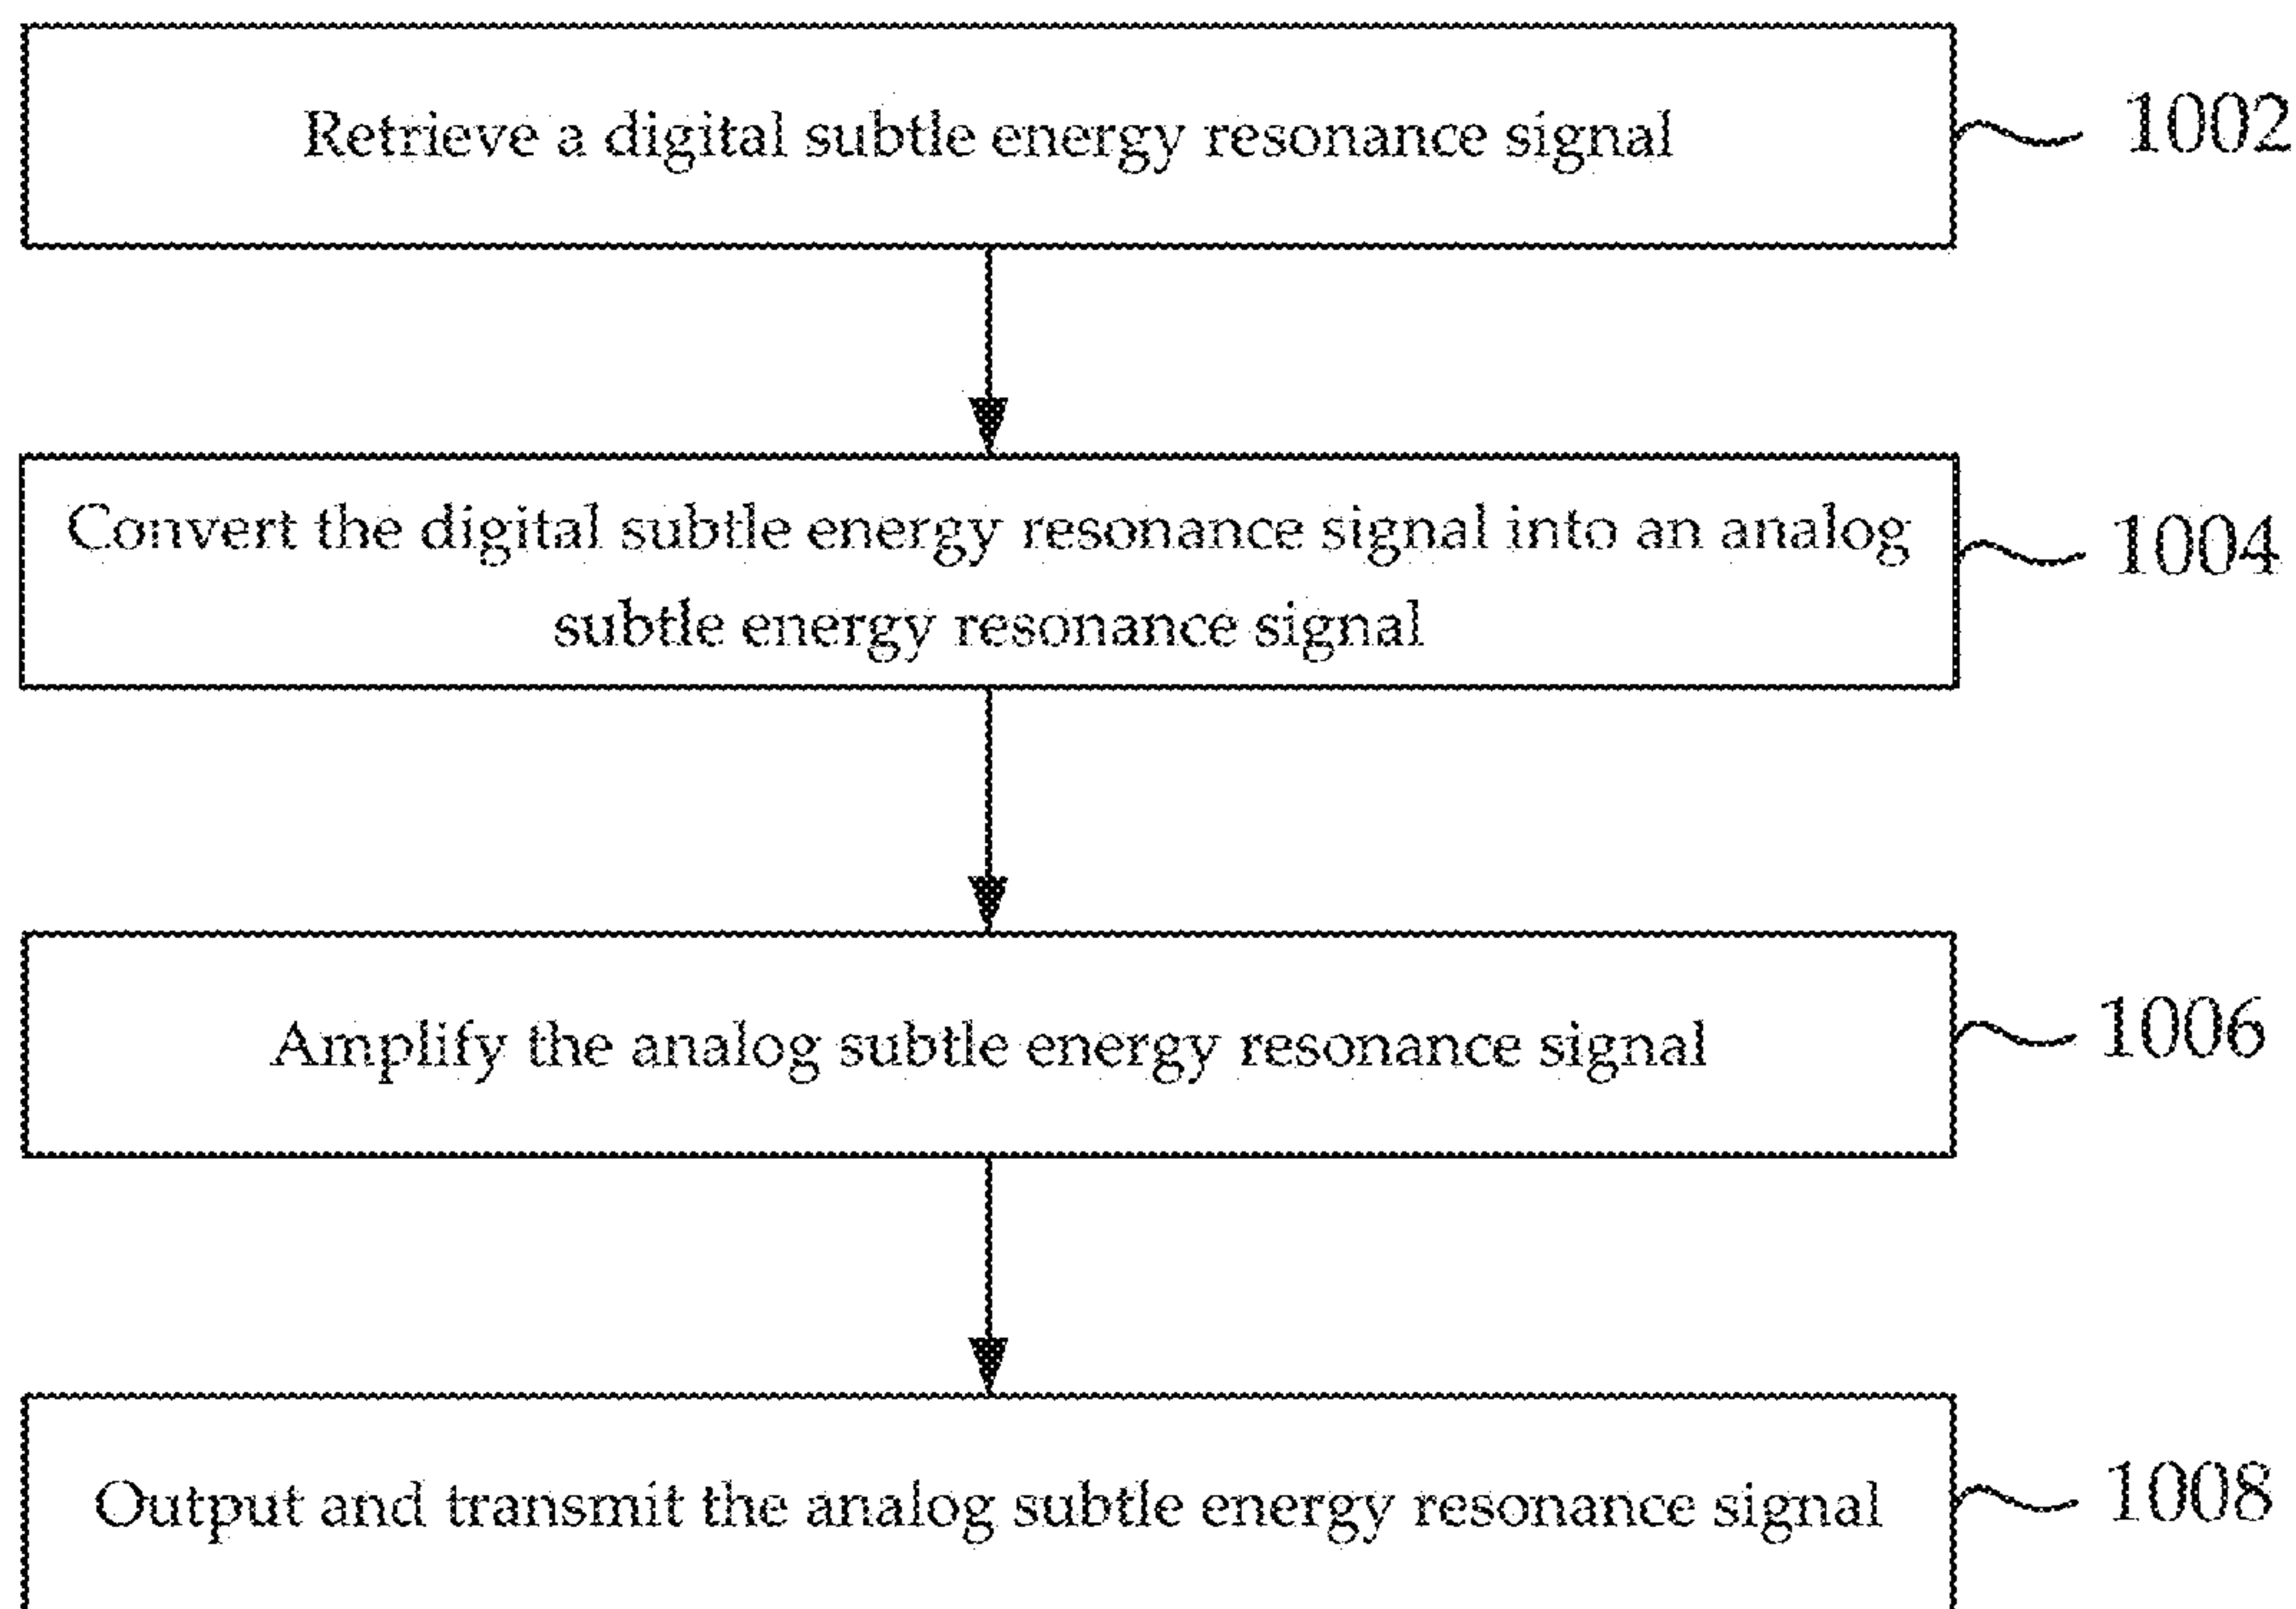 Retrieve a digital subtle energy resonance signal
1002
Convert the digital subtle energy resonance signal into an analog
subtle energy resonance signal
1004
Amplify the analog subtle energy resonance signal
1006
Output and transmit the analog subtle energy resonance signal
1008